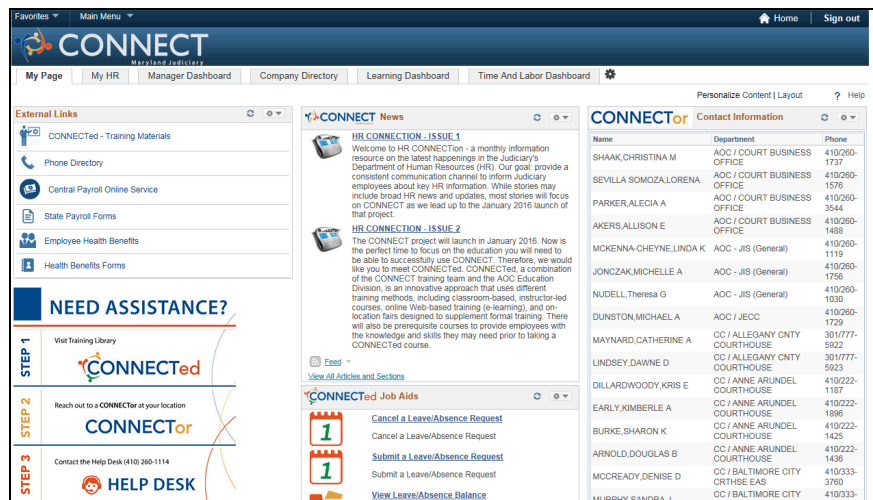 Favorites Main Menu Home Sign out
CONNECT
Maryland Judiciary
My Page My HR Manager Dashboard Company Directory Learning Dashboard Time And Labor Dashboard
Personalize Content | Layout ? Help
External Links
CONNECTed - Training Materials
Phone Directory
Central Payroll Online Service
State Payroll Forms
Employee Health Benefits
Health Benefits Forms
NEED ASSISTANCE?
STEP 1
Visit Training Library
CONNECTed
STEP 2
Reach out to a CONNECTor at your location
CONNECTor
STEP 3
Contact the Help Desk (410) 260-1114
HELP DESK
CONNECT News
HR CONNECTION - ISSUE 1
Welcome to HR CONNECTion - a monthly information
resource on the latest happenings in the Judiciary's
Department of Human Resources (HR). Our goal: provide a
consistent communication channel to inform Judiciary
employees about key HR information. While stories may
include broad HR news and updates, most stories will focus
on CONNECT as we lead up to the January 2016 launch of
that project.
HR CONNECTION - ISSUE 2
The CONNECT project will launch in January 2016. Now is
the perfect time to focus on the education you will need to
be able to successfully use CONNECT. Therefore, we would
like you to meet CONNECTed. CONNECTed, a combination
of the CONNECT training team and the AOC Education
Division, is an innovative approach that uses different
training methods, including classroom-based, instructor-led
courses, online Web-based training (e-learning), and on-
location fairs designed to supplement formal training. There
will also be prerequisite courses to provide employees with
the knowledge and skills they may need prior to taking a
CONNECTed course.
Feed
View All Articles and Sections
CONNECTed Job Aids
1
Cancel a Leave/Absence Request
Cancel a Leave/Absence Request
1
Submit a Leave/Absence Request
Submit a Leave/Absence Request
View Leave/Absence Balance
CONNECTor Contact Information
Name Department Phone
SHAAK,CHRISTINA M AOC / COURT BUSINESS OFFICE 410/260-1737
SEVILLA SOMOZA,LORENA AOC / COURT BUSINESS OFFICE 410/260-1576
PARKER,ALECIA A AOC / COURT BUSINESS OFFICE 410/260-3544
AKERS,ALLISON E AOC / COURT BUSINESS OFFICE 410/260-1488
MCKENNA-CHEYNE,LINDA K AOC - JIS (General) 410/260-1119
JONCZAK,MICHELLE A AOC - JIS (General) 410/260-1756
NUDELL,Theresa G AOC - JIS (General) 410/260-1030
DUNSTON,MICHAEL A AOC / JECC 410/260-1729
MAYNARD,CATHERINE A CC / ALLEGANY CNTY COURTHOUSE 301/777-5922
LINDSEY,DAWNE D CC / ALLEGANY CNTY COURTHOUSE 301/777-5923
DILLARDWOODY,KRIS E CC / ANNE ARUNDEL COURTHOUSE 410/222-1187
EARLY,KIMBERLE A CC / ANNE ARUNDEL COURTHOUSE 410/222-1896
BURKE,SHARON K CC / ANNE ARUNDEL COURTHOUSE 410/222-1425
ARNOLD,DOUGLAS B CC / ANNE ARUNDEL COURTHOUSE 410/222-1436
MCCREADY,DENISE D CC / BALTIMORE CITY CRTHSE EAS 410/333-3760
MURPHY,SANDRA L CC / BALTIMORE CITY 410/333-